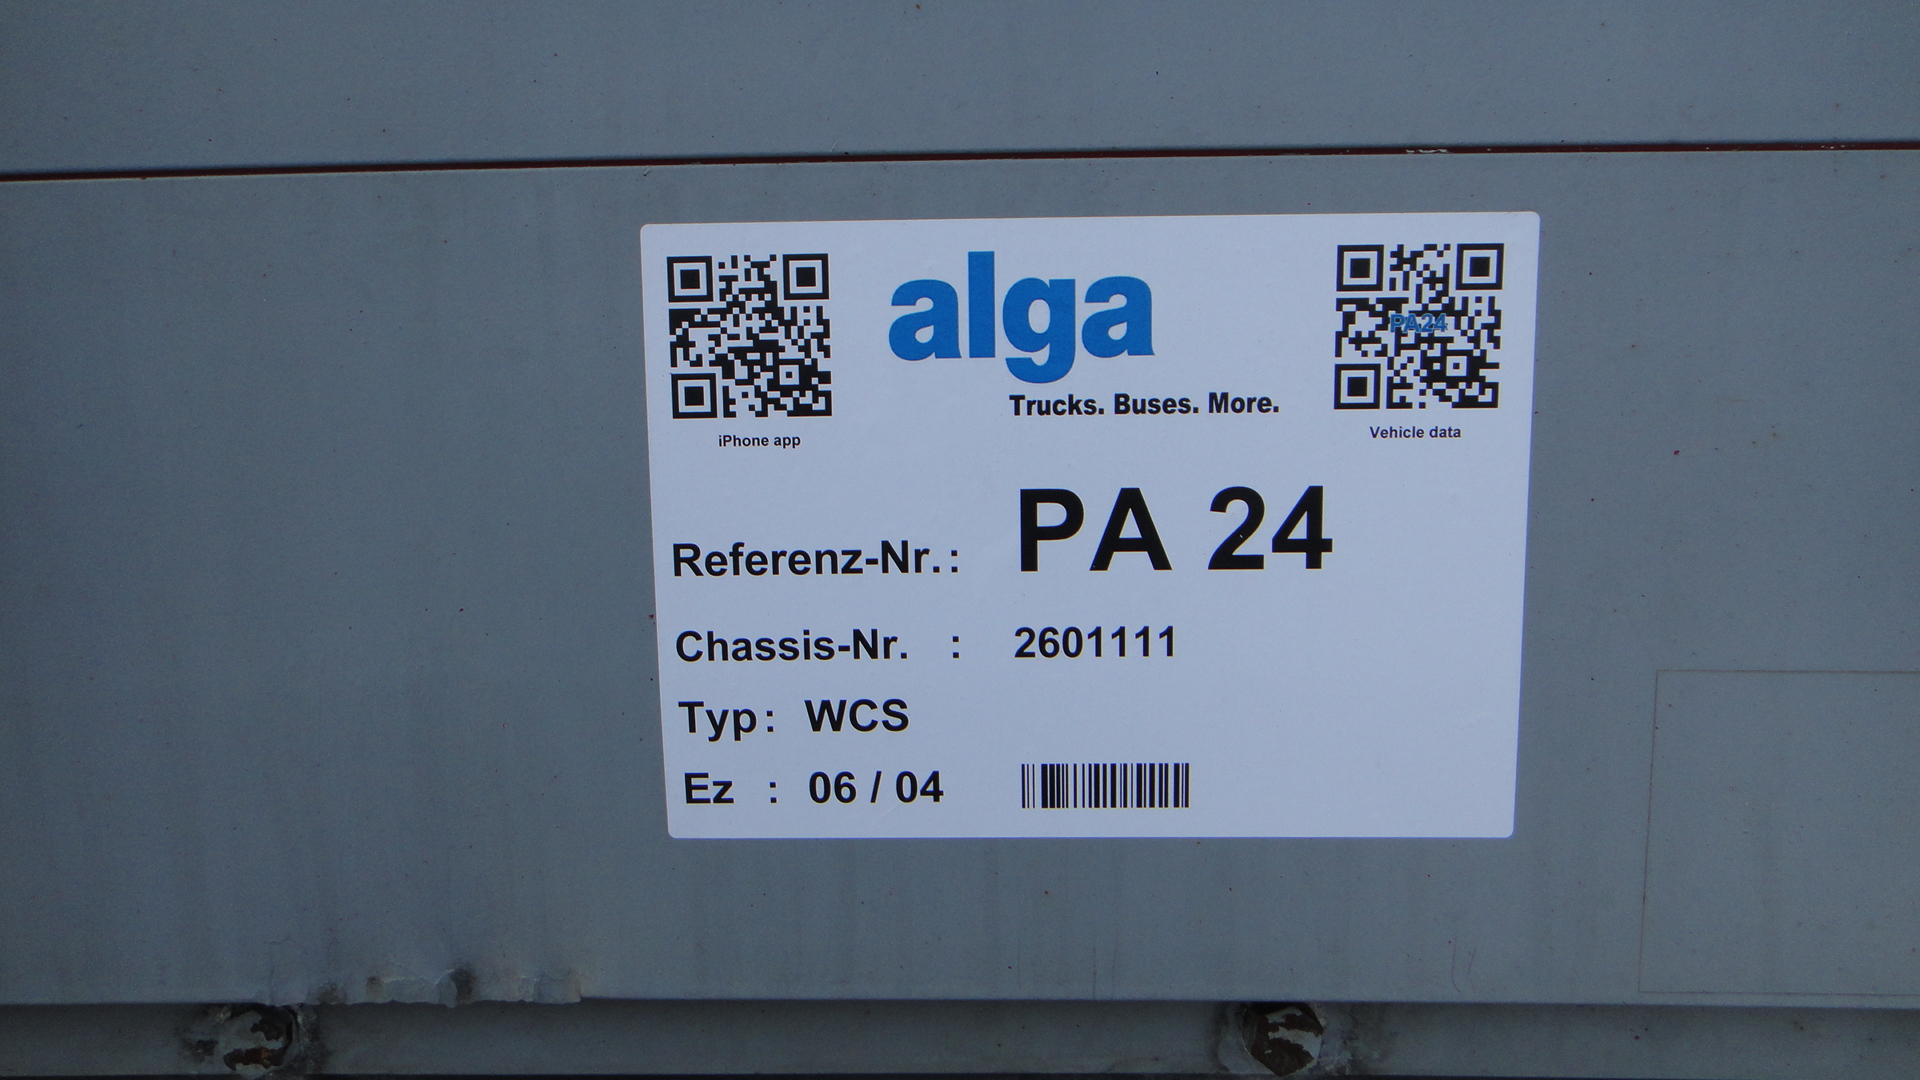 alga
Trucks. Buses. More.
iPhone app
PA24
Vehicle data
Referenz-Nr.: PA 24
Chassis-Nr. : 2601111
Typ: WCS
Ez : 06 / 04